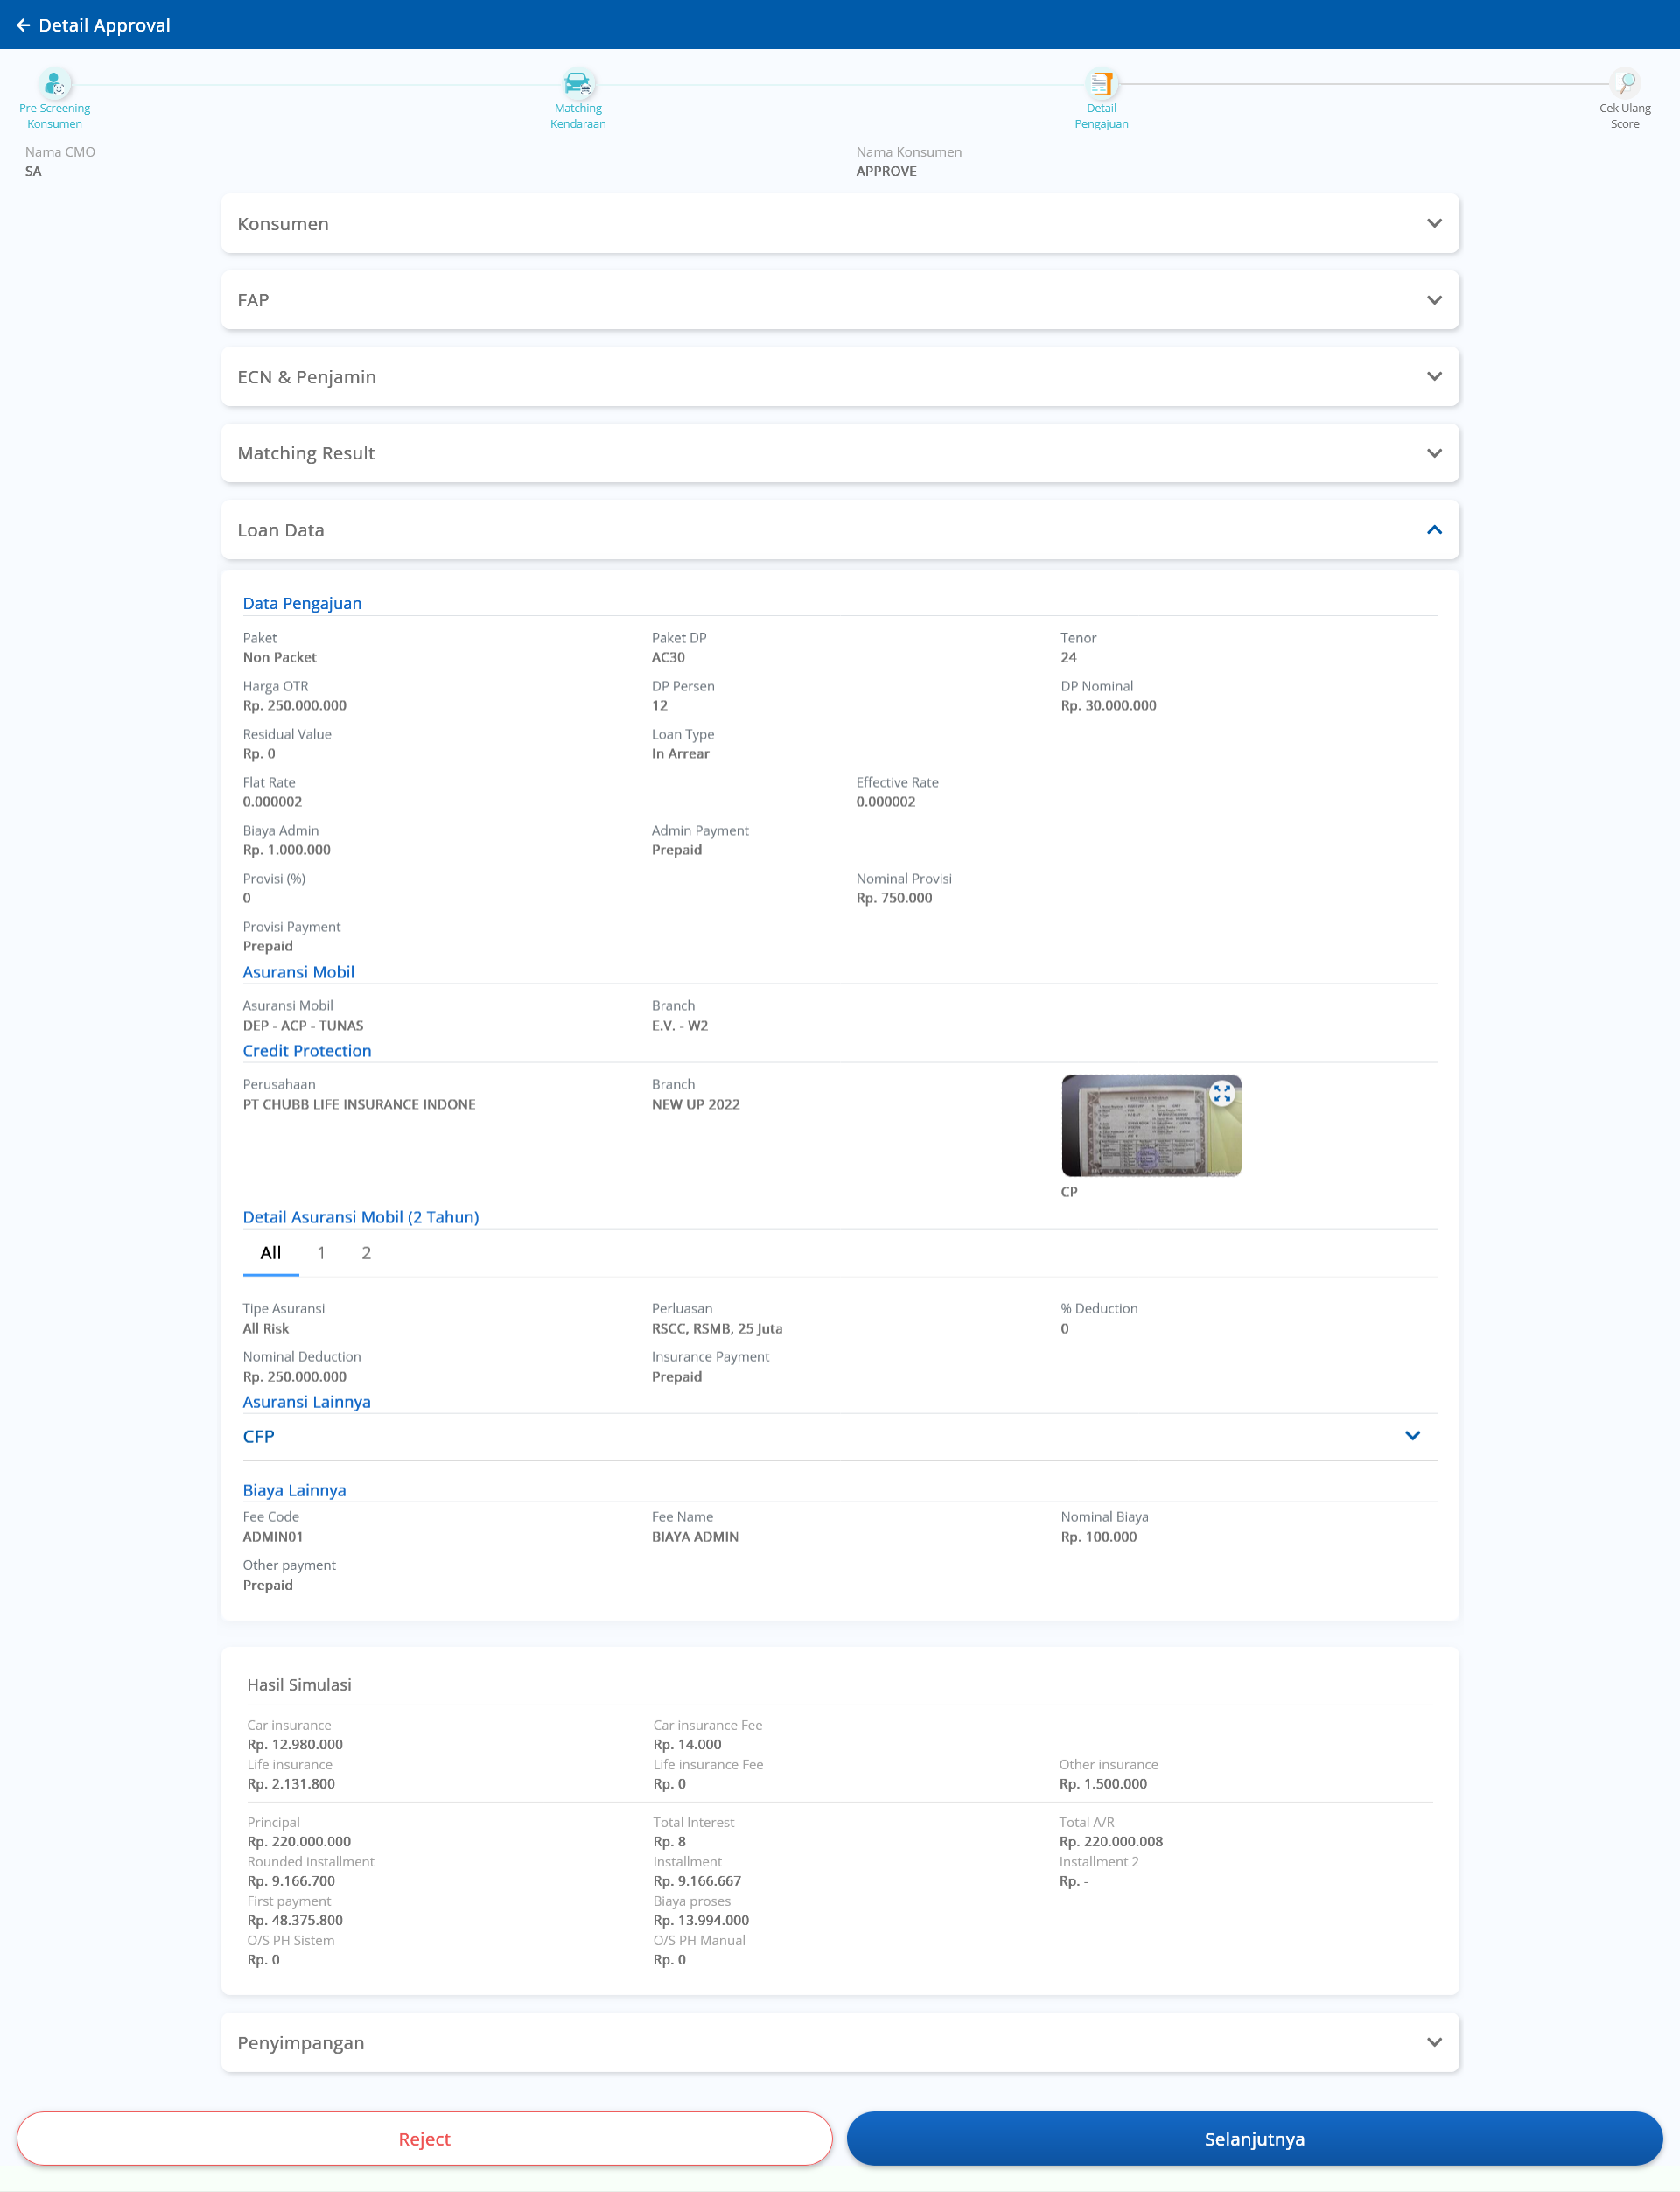 Detail Approval
Pre-Screening
Konsumen
Matching
Kendaraan
Detail
Pengajuan
Cek Ulang
Score
Nama CMO
SA
Nama Konsumen
APPROVE
Konsumen
FAP
ECN & Penjamin
Matching Result
Loan Data
Data Pengajuan
Paket
Non Packet
Paket DP
AC30
Tenor
24
Harga OTR
Rp. 250.000.000
DP Persen
12
DP Nominal
Rp. 30.000.000
Residual Value
Rp. 0
Loan Type
In Arrear
Flat Rate
0.000002
Effective Rate
0.000002
Biaya Admin
Rp. 1.000.000
Admin Payment
Prepaid
Provisi (%)
0
Nominal Provisi
Rp. 750.000
Provisi Payment
Prepaid
Asuransi Mobil
Asuransi Mobil
DEP - ACP - TUNAS
Branch
E.V. - W2
Credit Protection
Perusahaan
PT CHUBB LIFE INSURANCE INDONE
Branch
NEW UP 2022
CP
Detail Asuransi Mobil (2 Tahun)
All 1 2
Tipe Asuransi
All Risk
Perluasan
RSCC, RSMB, 25 Juta
% Deduction
0
Nominal Deduction
Rp. 250.000.000
Insurance Payment
Prepaid
Asuransi Lainnya
CFP
Biaya Lainnya
Fee Code
ADMIN01
Fee Name
BIAYA ADMIN
Nominal Biaya
Rp. 100.000
Other payment
Prepaid
Hasil Simulasi
Car insurance
Rp. 12.980.000
Car insurance Fee
Rp. 14.000
Life insurance
Rp. 2.131.800
Life insurance Fee
Rp. 0
Other insurance
Rp. 1.500.000
Principal
Rp. 220.000.000
Total Interest
Rp. 8
Total A/R
Rp. 220.000.008
Rounded installment
Rp. 9.166.700
Installment
Rp. 9.166.667
Installment 2
Rp. -
First payment
Rp. 48.375.800
Biaya proses
Rp. 13.994.000
O/S PH Sistem
Rp. 0
O/S PH Manual
Rp. 0
Penyimpangan
Reject
Selanjutnya